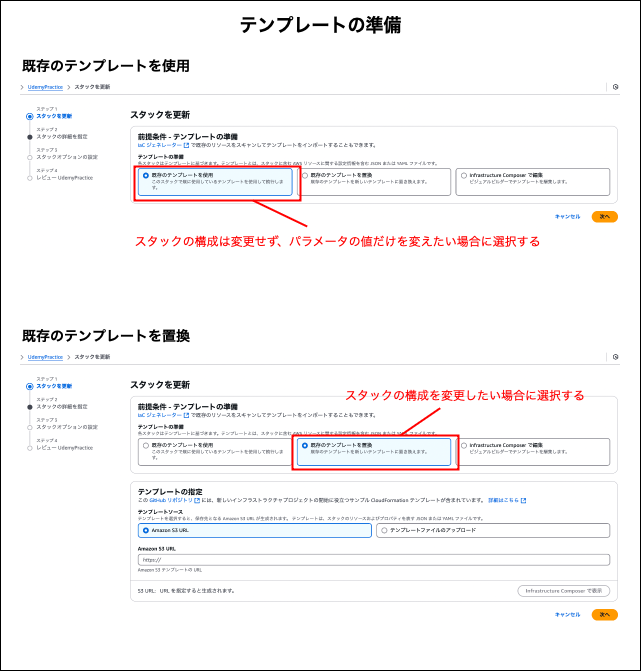 テンプレートの準備
既存のテンプレートを使用
UdemyPractice スタックを更新
ステップ 1
スタックを更新
ステップ 2
スタックの詳細を指定
ステップ 3
スタックオプションの設定
ステップ 4
レビュー UdemyPractice
スタックを更新
前提条件 - テンプレートの準備
IaC ジェネレーター で既存のリソースをスキャンしてテンプレートをインポートすることもできます。
テンプレートの準備
各スタックはテンプレートに基づきます。テンプレートとは、スタックに含む AWS リソースに関する設定情報を含む JSON または YAML ファイルです。
既存のテンプレートを使用
このスタックで既に使用しているテンプレートを使用して続行します。
既存のテンプレートを置換
既存のテンプレートを新しいテンプレートに置き換えます。
Infrastructure Composer で編集
ビジュアルビルダーでテンプレートを編集します。
キャンセル
次へ
スタックの構成は変更せず、パラメータの値だけを変えたい場合に選択する
既存のテンプレートを置換
UdemyPractice スタックを更新
ステップ 1
スタックを更新
ステップ 2
スタックの詳細を指定
ステップ 3
スタックオプションの設定
ステップ 4
レビュー UdemyPractice
スタックを更新
スタックの構成を変更したい場合に選択する
前提条件 - テンプレートの準備
IaC ジェネレーター で既存のリソースをスキャンしてテンプレートをインポートすることもできます。
テンプレートの準備
各スタックはテンプレートに基づきます。テンプレートとは、スタックに含む AWS リソースに関する設定情報を含む JSON または YAML ファイルです。
既存のテンプレートを使用
このスタックで既に使用しているテンプレートを使用して続行します。
既存のテンプレートを置換
既存のテンプレートを新しいテンプレートに置き換えます。
Infrastructure Composer で編集
ビジュアルビルダーでテンプレートを編集します。
テンプレートの指定
この GitHub リポジトリ には、新しいインフラストラクチャプロジェクトの開始に役立つサンプル CloudFormation テンプレートが含まれています。 詳細はこちら
テンプレートソース
テンプレートを選択すると、保存先となる Amazon S3 URL が生成されます。 テンプレートは、スタックのリソースおよびプロパティを表す JSON または YAML ファイルです。
Amazon S3 URL
テンプレートファイルのアップロード
Amazon S3 URL
https://
Amazon S3 テンプレートの URL
S3 URL: URL を指定すると生成されます。
Infrastructure Composer で表示
キャンセル
次へ